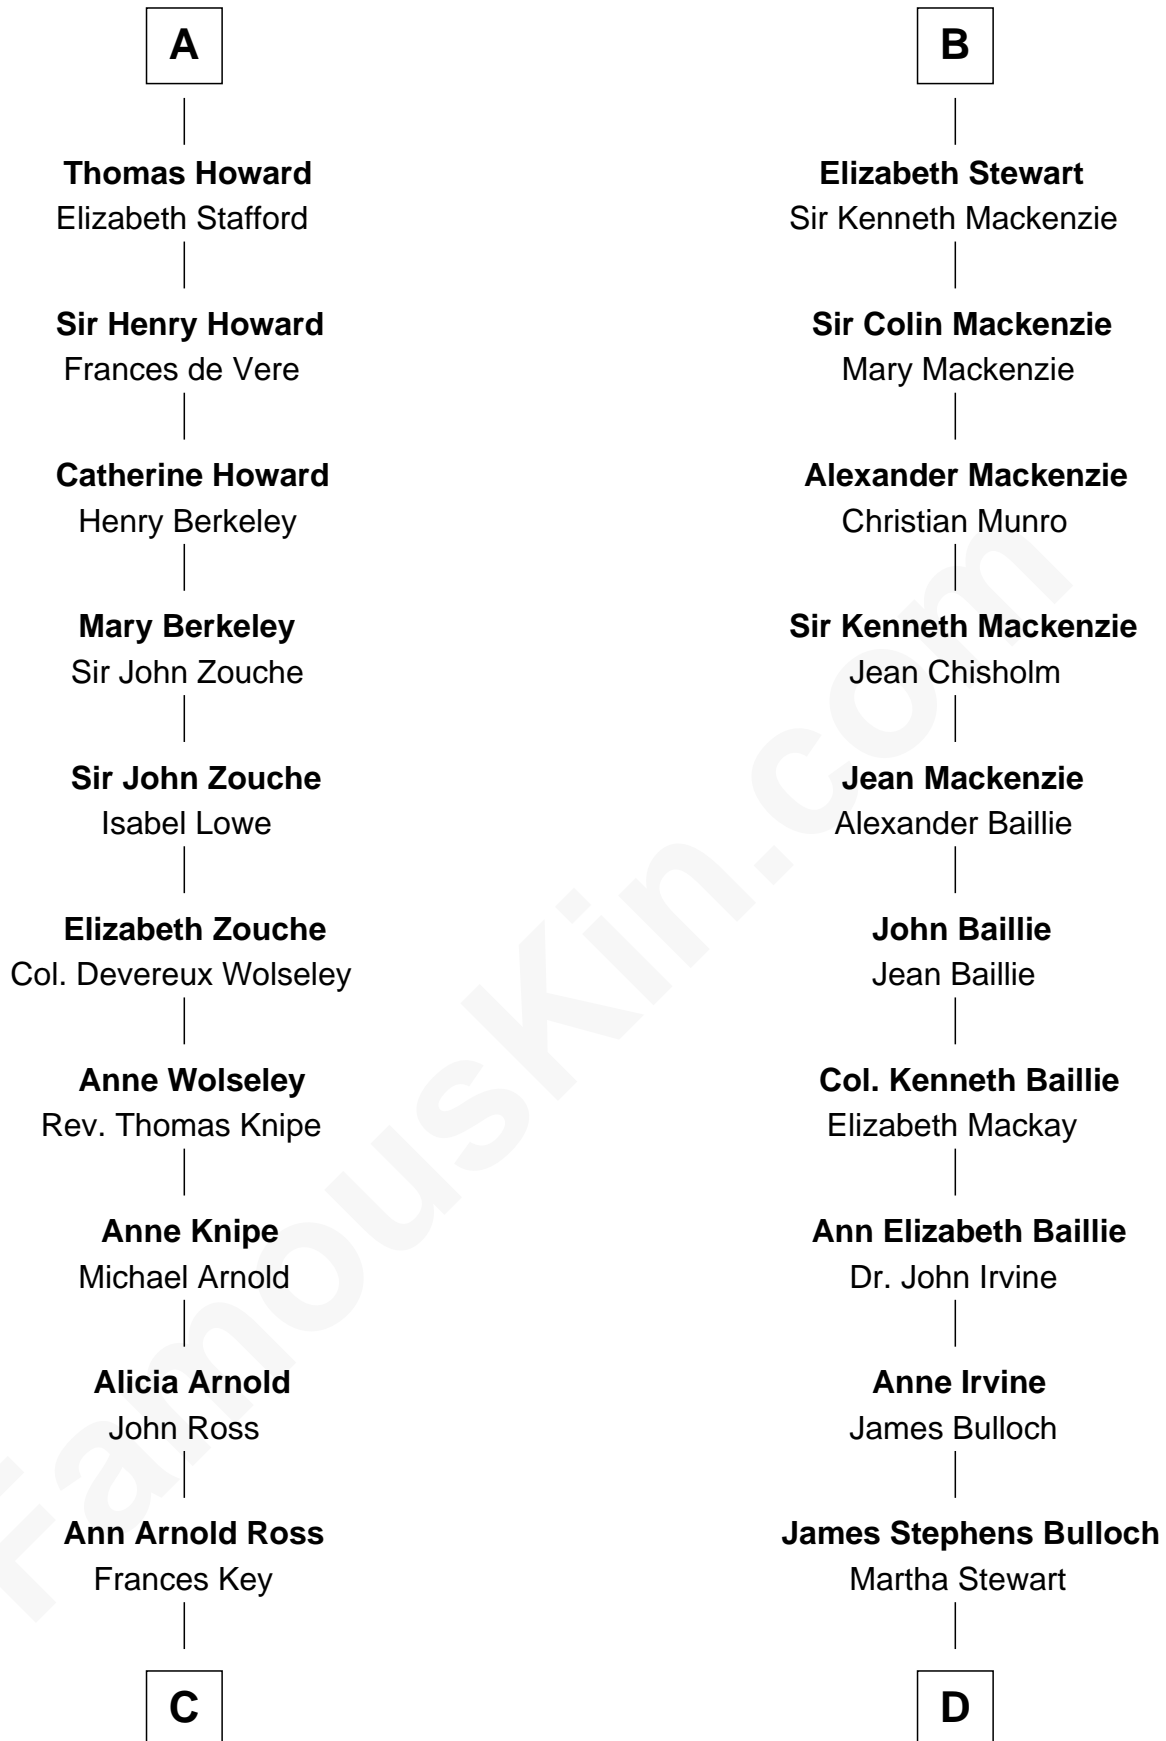 A
Thomas Howard
Elizabeth Stafford
Sir Henry Howard
Frances de Vere
Catherine Howard
Henry Berkeley
Mary Berkeley
Sir John Zouche
Sir John Zouche
Isabel Lowe
Elizabeth Zouche
Col. Devereux Wolseley
Anne Wolseley
Rev. Thomas Knipe
Anne Knipe
Michael Arnold
Alicia Arnold
John Ross
Ann Arnold Ross
Frances Key
C
B
Elizabeth Stewart
Sir Kenneth Mackenzie
Sir Colin Mackenzie
Mary Mackenzie
Alexander Mackenzie
Christian Munro
Sir Kenneth Mackenzie
Jean Chisholm
Jean Mackenzie
Alexander Baillie
John Baillie
Jean Baillie
Col. Kenneth Baillie
Elizabeth Mackay
Ann Elizabeth Baillie
Dr. John Irvine
Anne Irvine
James Bulloch
James Stephens Bulloch
Martha Stewart
D
FamousKin.com